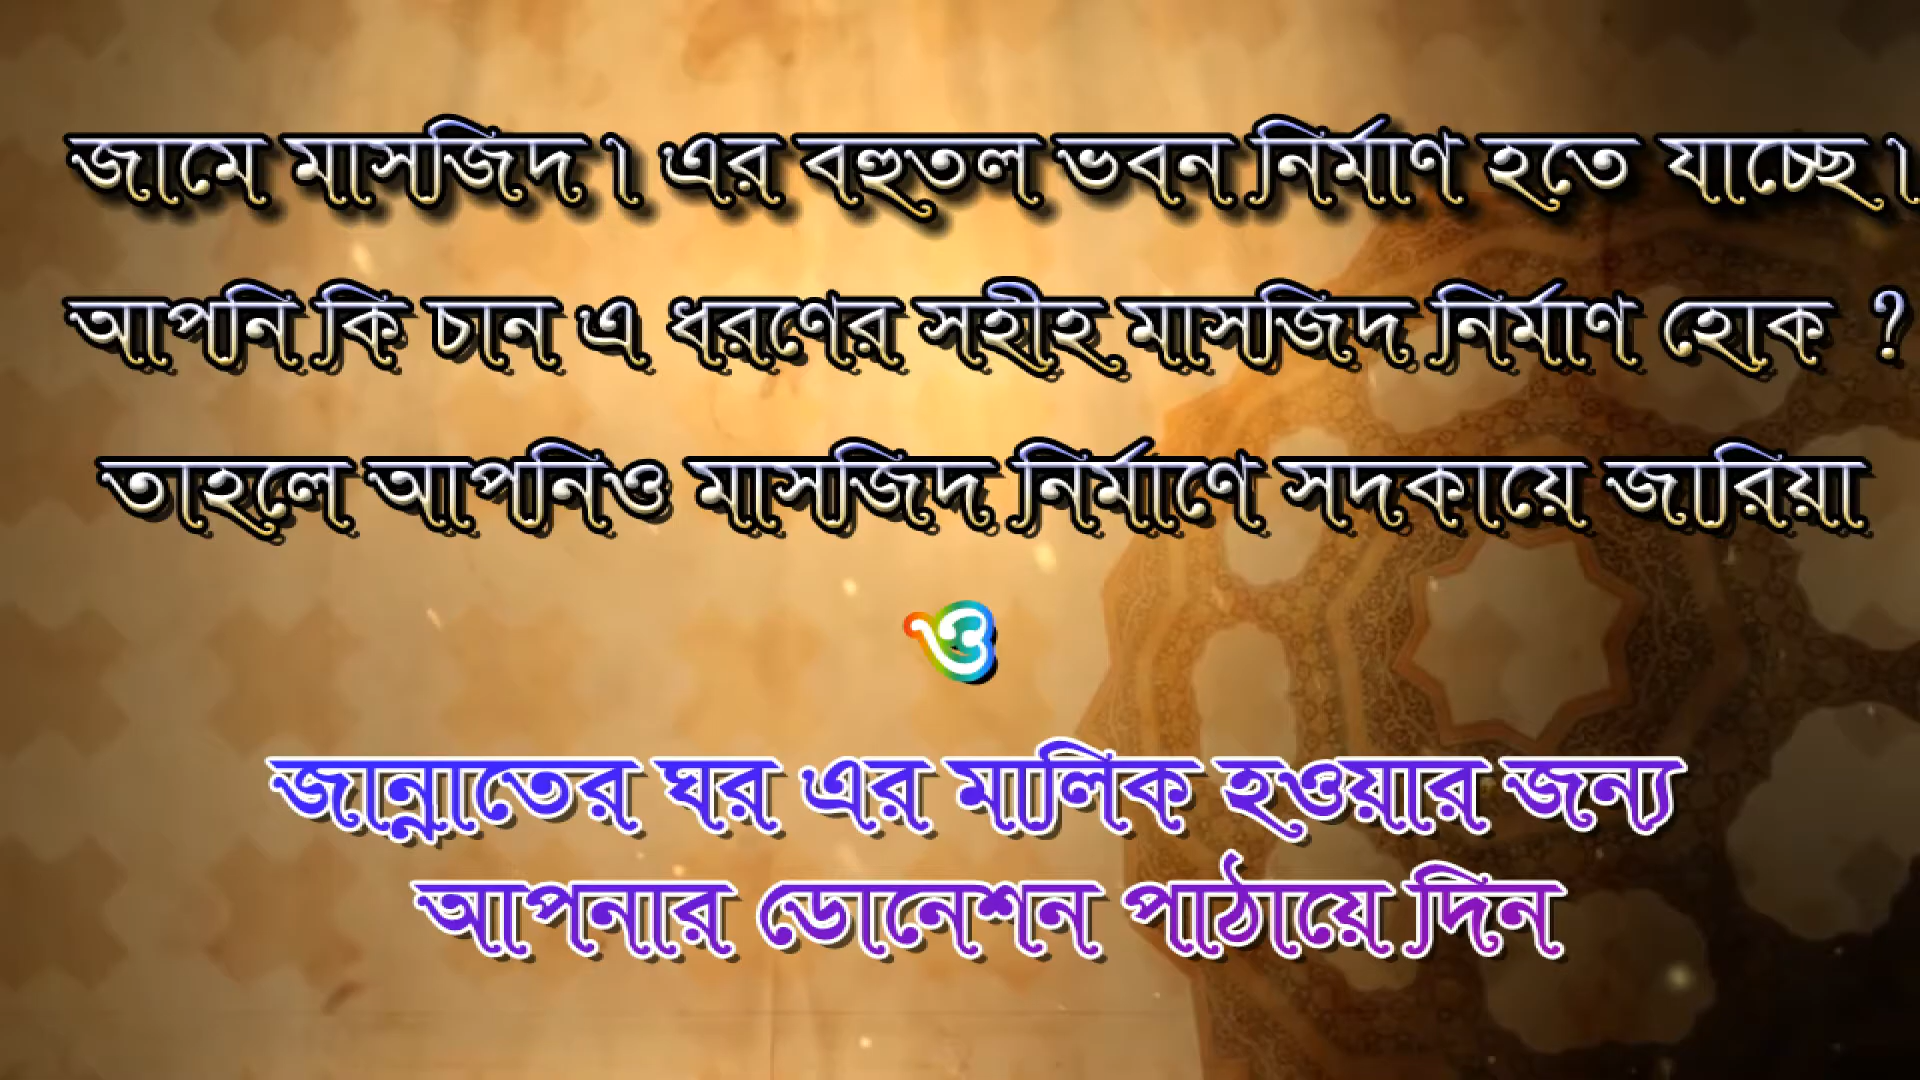 জামে মাসজিদ। এর বহুতল ভবন নির্মাণ হতে যাচ্ছে।
আপনি কি চান এ ধরণের সহীহ মাসজিদ নির্মাণ হোক ?
তাহলে আপনিও মাসজিদ নির্মাণে সদকায়ে জারিয়া
ও
জান্নাতের ঘর এর মালিক হওয়ার জন্য
আপনার ডোনেশন পাঠায়ে দিন